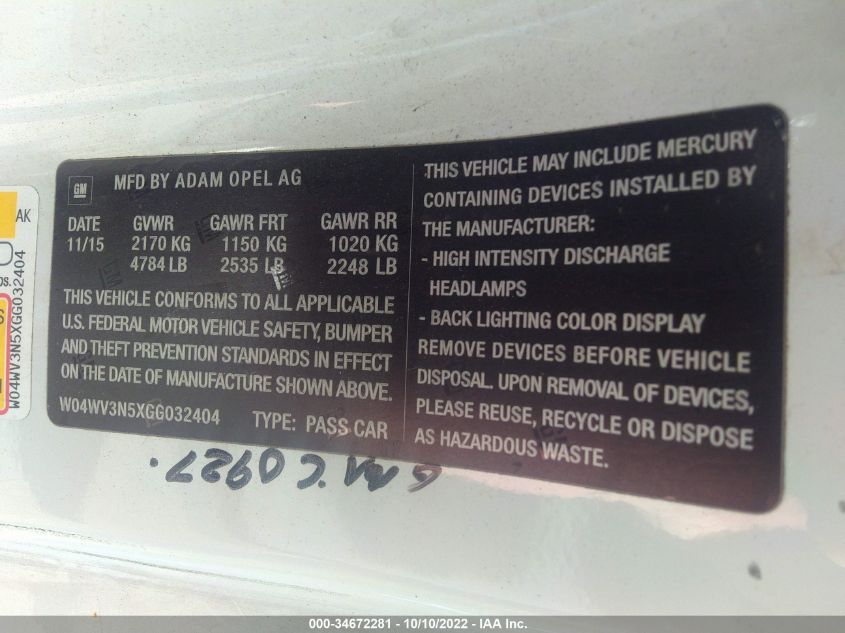 AK
OS.
W04WV3N5XGG032404
GM
MFD BY ADAM OPEL AG
DATE GVWR GAWR FRT GAWR RR
11/15 2170 KG 1150 KG 1020 KG
4784 LB 2535 LB 2248 LB
THIS VEHICLE CONFORMS TO ALL APPLICABLE
U.S. FEDERAL MOTOR VEHICLE SAFETY, BUMPER
AND THEFT PREVENTION STANDARDS IN EFFECT
ON THE DATE OF MANUFACTURE SHOWN ABOVE.
W04WV3N5XGG032404 TYPE: PASS CAR
THIS VEHICLE MAY INCLUDE MERCURY
CONTAINING DEVICES INSTALLED BY
THE MANUFACTURER:
- HIGH INTENSITY DISCHARGE
HEADLAMPS
- BACK LIGHTING COLOR DISPLAY
REMOVE DEVICES BEFORE VEHICLE
DISPOSAL. UPON REMOVAL OF DEVICES,
PLEASE REUSE, RECYCLE OR DISPOSE
AS HAZARDOUS WASTE.
000-34672281 - 10/10/2022 - IAA Inc.